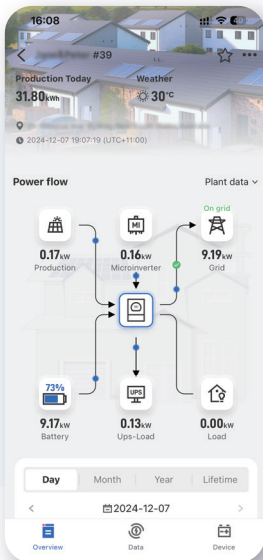 16:08
#39
Production Today
Weather
31.80kWh
30°C
2024-12-07 19:07:19 (UTC+11:00)
Power flow
Plant data
On grid
MI
0.17kW
0.16kW
9.19kW
Production
Microinverter
Grid
73%
UPS
9.17kW
0.13kW
0.00kW
Battery
Ups-Load
Load
Day
Month
Year
Lifetime
2024-12-07
Overview
Data
Device